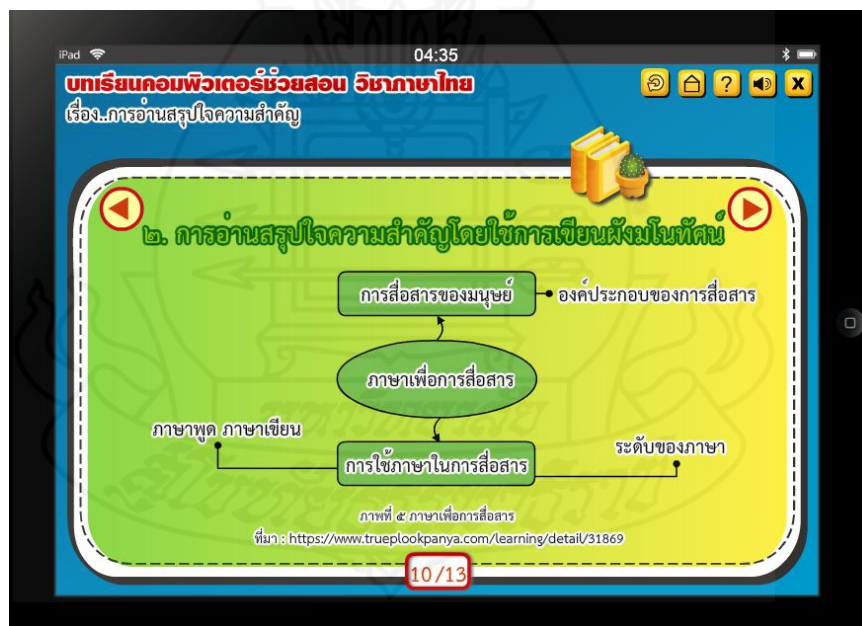 iPad
04:35
บทเรียนคอมพิวเตอร์ช่วยสอน วิชาภาษาไทย
เรื่อง..การอ่านสรุปใจความสำคัญ
?
X
๒. การอ่านสรุปใจความสำคัญโดยใช้การเขียนผังมโนทัศน์
การสื่อสารของมนุษย์
องค์ประกอบของการสื่อสาร
ภาษาเพื่อการสื่อสาร
ภาษาพูด ภาษาเขียน
การใช้ภาษาในการสื่อสาร
ระดับของภาษา
ภาพที่ ๕ ภาษาเพื่อการสื่อสาร
ที่มา : https://www.trueplookpanya.com/learning/detail/31869
10/13